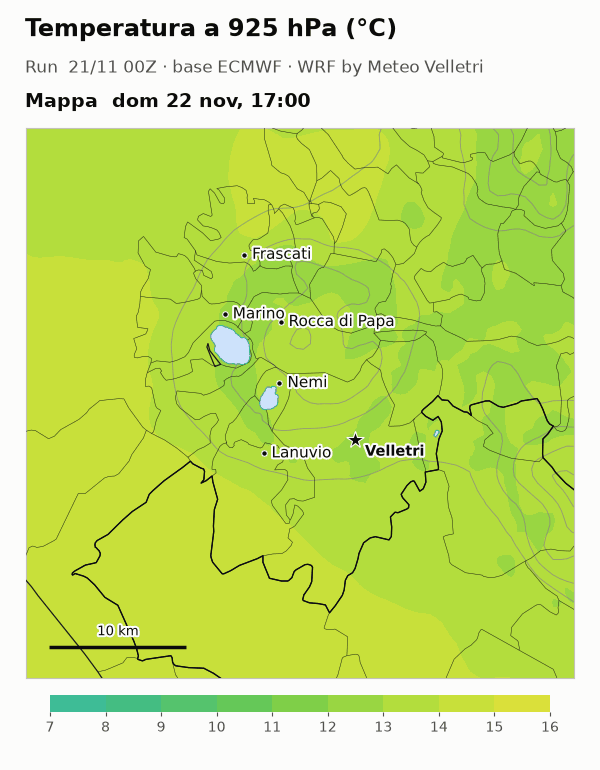 Temperatura a 925 hPa (°C)
Run  21/11 00Z · base ECMWF · WRF by Meteo Velletri
Mappa  dom 22 nov, 17:00
Frascati
Marino
Rocca di Papa
Nemi
Velletri
Lanuvio
10 km
7 8 9 10 11 12 13 14 15 16